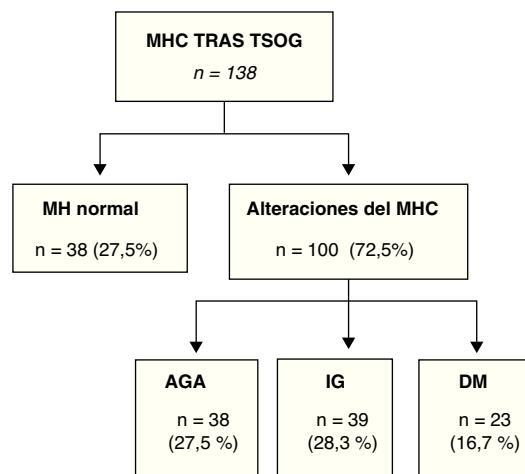 MHC TRAS TSOG
n = 138
MH normal
n = 38 (27,5%)
Alteraciones del MHC
n = 100 (72,5%)
AGA
n = 38
(27,5 %)
IG
n = 39
(28,3 %)
DM
n = 23
(16,7 %)